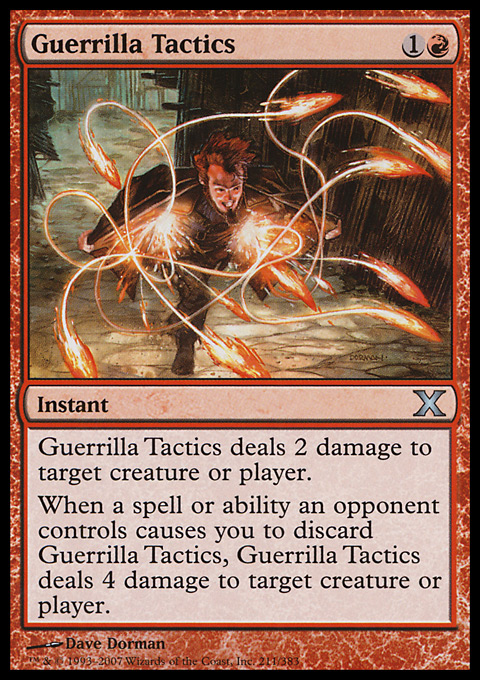 Guerrilla Tactics 1
DORMAN
Instant X
Guerrilla Tactics deals 2 damage to
target creature or player.
When a spell or ability an opponent
controls causes you to discard
Guerrilla Tactics, Guerrilla Tactics
deals 4 damage to target creature or
player.
Dave Dorman
™ & © 1993-2007 Wizards of the Coast, Inc. 211/383